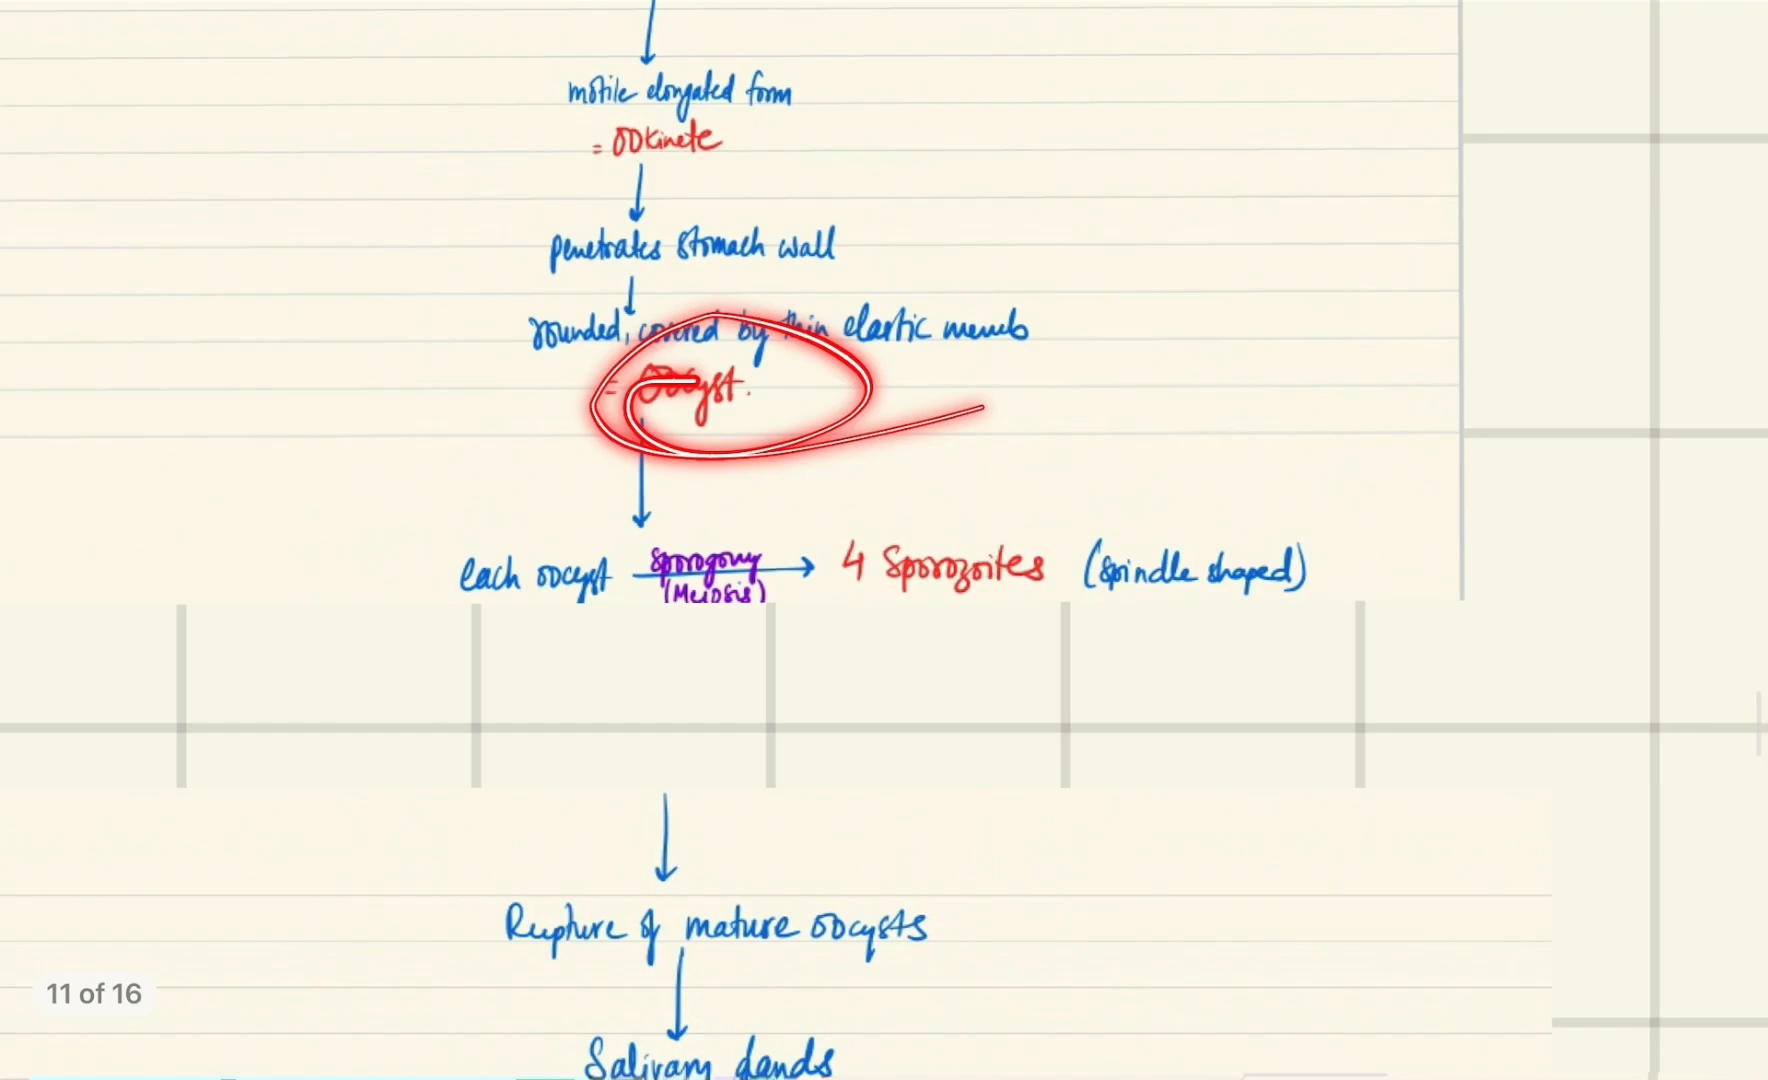 motile elongated form
= ookinete
penetrates stomach wall
rounded, covered by thin elastic memb
= oocyst.
each oocyst sporogony (Meiosis) 4 Sporozoites (spindle shaped)
Rupture of mature oocysts
11 of 16
Salivary glands